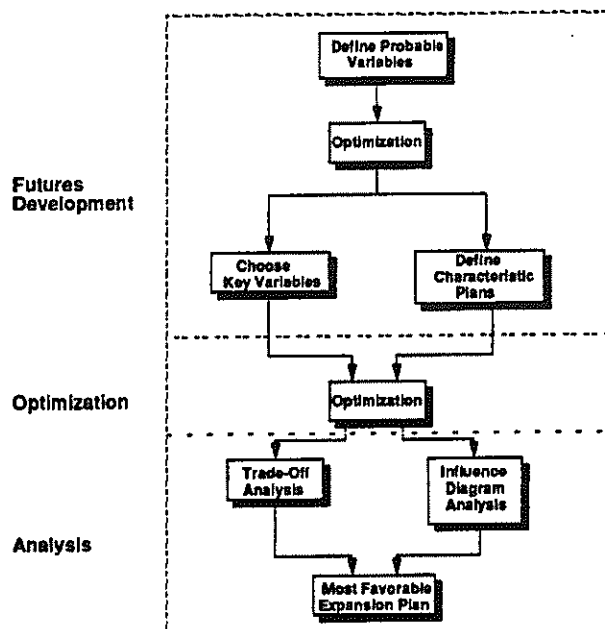 Define Probable
Variables
Optimization
Futures
Development
Choose
Key Variables
Define
Characteristic
Plans
Optimization
Optimization
Trade-Off
Analysis
Influence
Diagram
Analysis
Analysis
Most Favorable
Expansion Plan